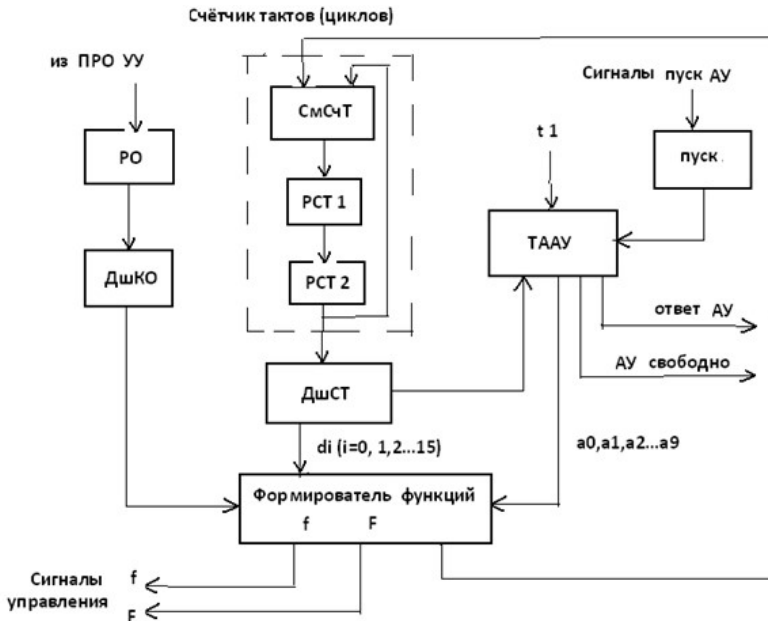 Счётчик тактов (циклов)
из ПРО УУ
Сигналы пуск АУ
СмСчТ
t 1
РО
пуск.
РСТ 1
ТААУ
ДшКО
РСТ 2
ответ АУ
АУ свободно
ДшСТ
di (i=0, 1,2...15)
a0,a1,a2...a9
Формирователь функций
f F
Сигналы f
управления F